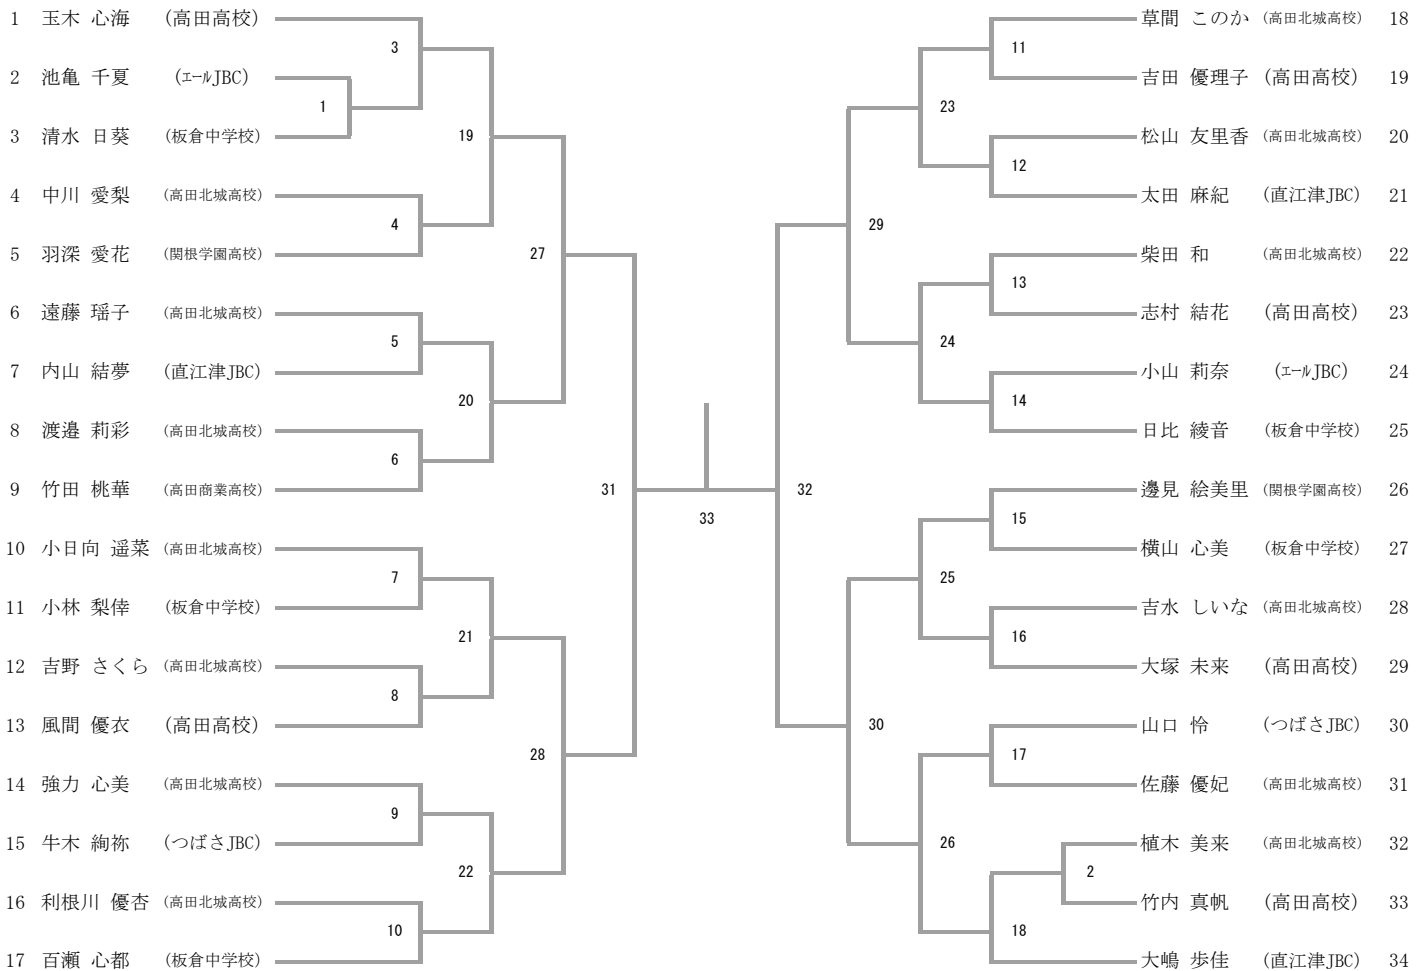 1 玉木 心海 (高田高校)
2 池亀 千夏 (エールJBC)
3 清水 日葵 (板倉中学校)
4 中川 愛梨 (高田北城高校)
5 羽深 愛花 (関根学園高校)
6 遠藤 瑶子 (高田北城高校)
7 内山 結夢 (直江津JBC)
8 渡邉 莉彩 (高田北城高校)
9 竹田 桃華 (高田商業高校)
10 小日向 遥菜 (高田北城高校)
11 小林 梨倖 (板倉中学校)
12 吉野 さくら (高田北城高校)
13 風間 優衣 (高田高校)
14 強力 心美 (高田北城高校)
15 牛木 絢祢 (つばさJBC)
16 利根川 優杏 (高田北城高校)
17 百瀬 心都 (板倉中学校)
3
1
19
4
27
5
20
6
31
7
21
8
28
9
22
10
33
草間 このか (高田北城高校) 18
吉田 優理子 (高田高校) 19
松山 友里香 (高田北城高校) 20
太田 麻紀 (直江津JBC) 21
柴田 和 (高田北城高校) 22
志村 結花 (高田高校) 23
小山 莉奈 (エールJBC) 24
日比 綾音 (板倉中学校) 25
邊見 絵美里 (関根学園高校) 26
横山 心美 (板倉中学校) 27
吉水 しいな (高田北城高校) 28
大塚 未来 (高田高校) 29
山口 怜 (つばさJBC) 30
佐藤 優妃 (高田北城高校) 31
植木 美来 (高田北城高校) 32
竹内 真帆 (高田高校) 33
大嶋 歩佳 (直江津JBC) 34
11
23
12
29
13
24
14
32
15
25
16
30
17
26
2
18